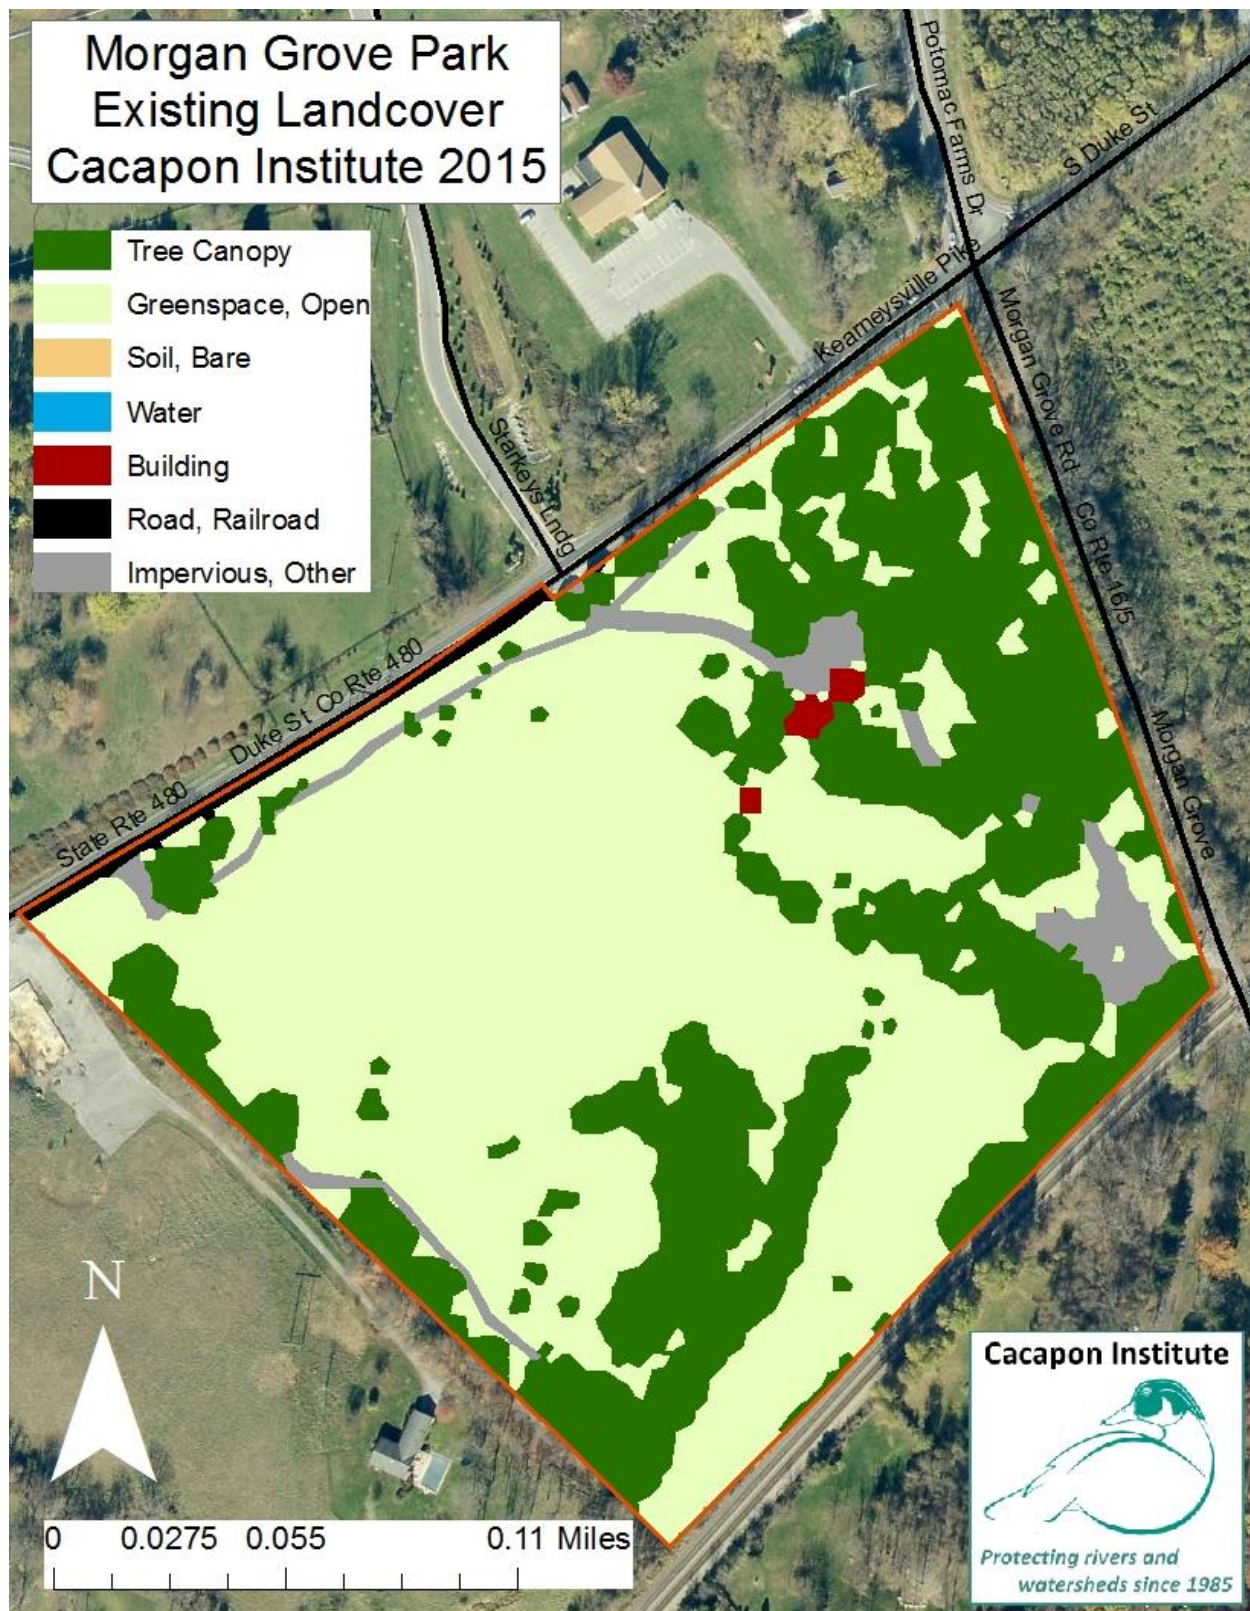 Morgan Grove Park
Existing Landcover
Cacapon Institute 2015
Tree Canopy
Greenspace, Open
Soil, Bare
Water
Building
Road, Railroad
Impervious, Other
Potomac Farms Dr
S Duke St
Kearneysville Pike
Morgan Grove Rd
Co Rte 16/5
Morgan Grove
Starkeys Lndg
Duke St
Co Rte 480
State Rte 480
N
0 0.0275 0.055 0.11 Miles
Cacapon Institute
Protecting rivers and
watersheds since 1985